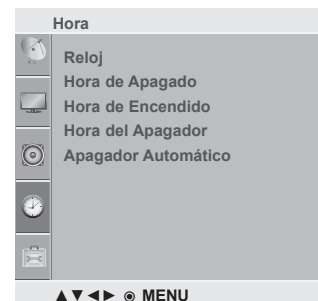 Hora
Reloj
Hora de Apagado
Hora de Encendido
Hora del Apagador
Apagador Automático
▲▼◄► ◉ MENU